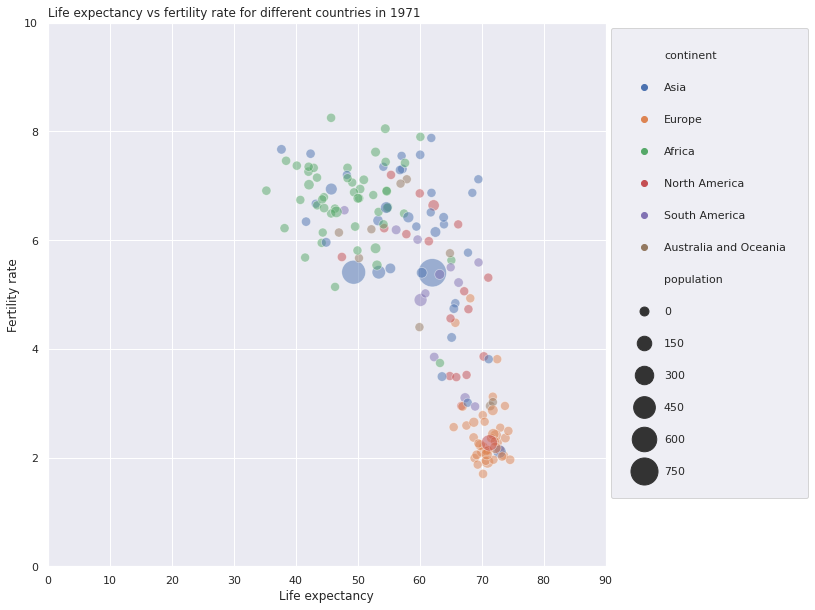 Life expectancy vs fertility rate for different countries in 1971
10
8
6
4
2
0
Fertility rate
0 10 20 30 40 50 60 70 80 90
Life expectancy
continent
Asia
Europe
Africa
North America
South America
Australia and Oceania
population
0
150
300
450
600
750